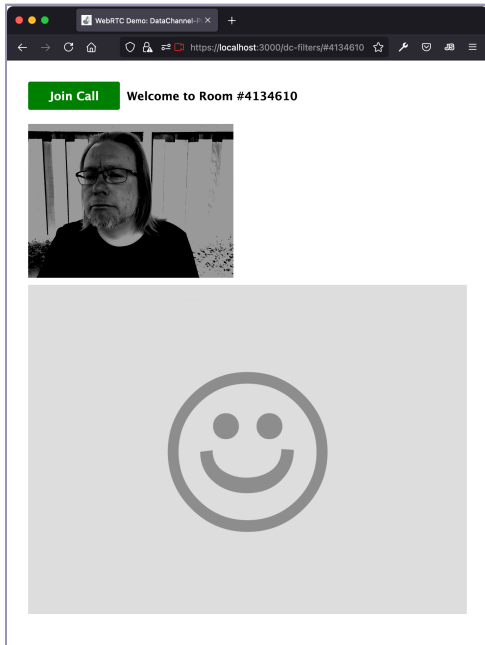 WebRTC Demo: DataChannel-P
https://localhost:3000/dc-filters/#4134610
Join Call Welcome to Room #4134610